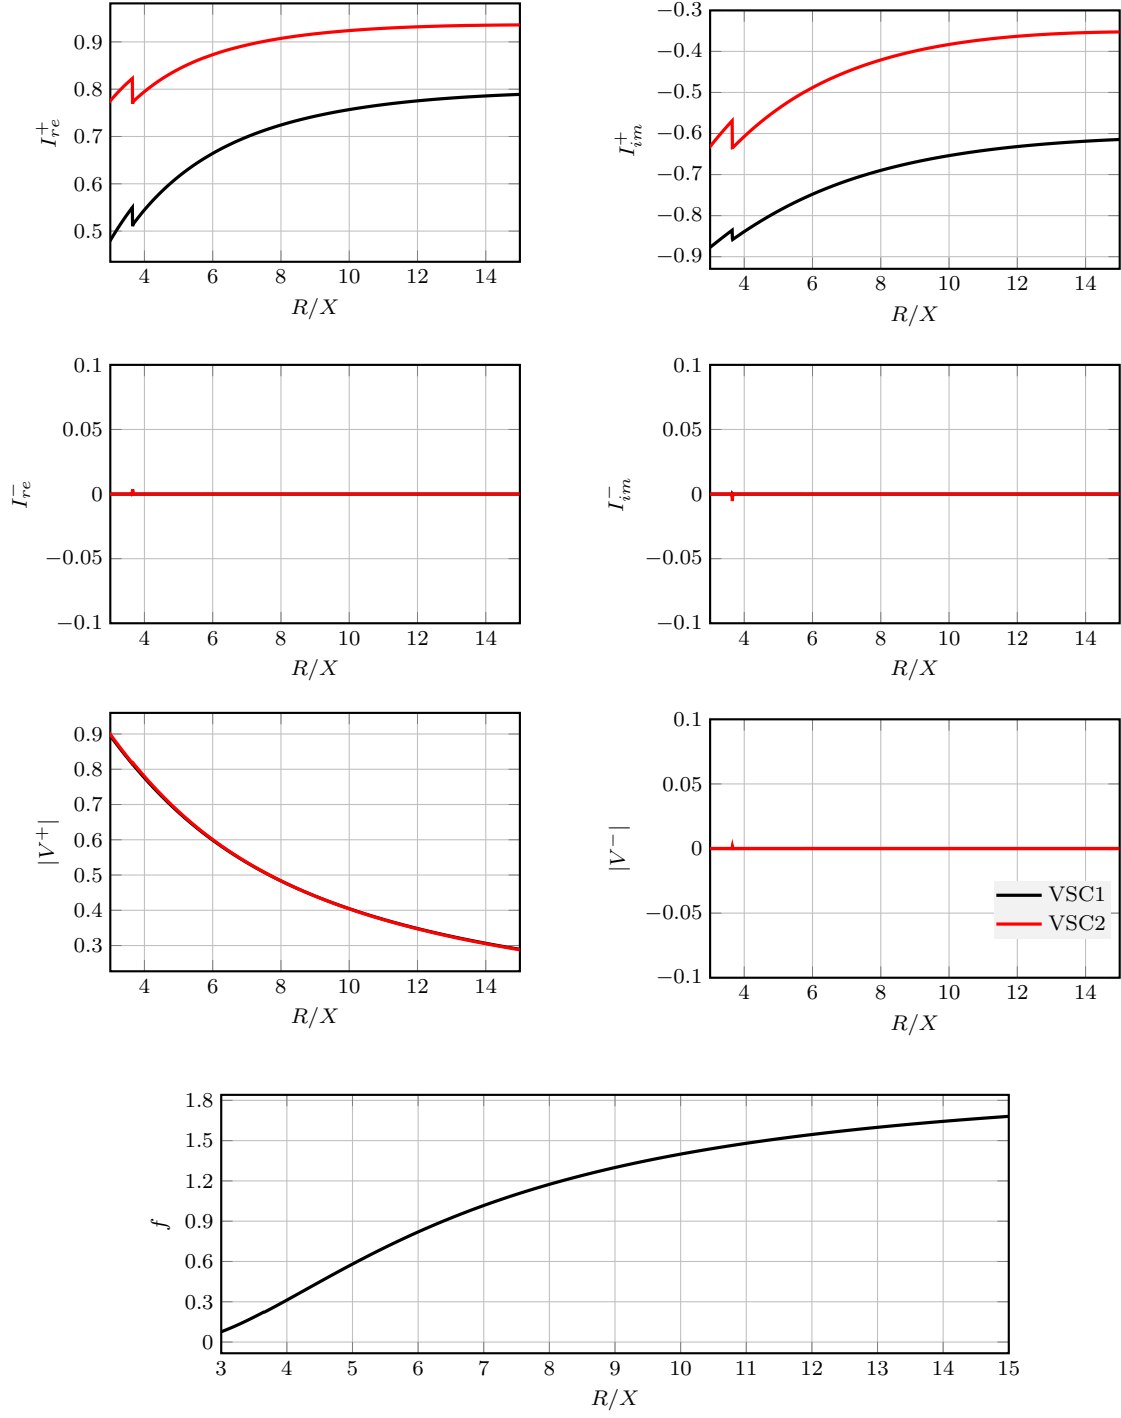 0.9
0.8
0.7
0.6
0.5
I_{re}^{+}
4 6 8 10 12 14
R/X
−0.3
−0.4
−0.5
−0.6
−0.7
−0.8
−0.9
I_{im}^{+}
4 6 8 10 12 14
R/X
0.1
0.05
0
−0.05
−0.1
I_{re}^{−}
4 6 8 10 12 14
R/X
0.1
0.05
0
−0.05
−0.1
I_{im}^{−}
4 6 8 10 12 14
R/X
0.9
0.8
0.7
0.6
0.5
0.4
0.3
|V^{+}|
4 6 8 10 12 14
R/X
0.1
0.05
0
−0.05
−0.1
|V^{−}|
VSC1
VSC2
4 6 8 10 12 14
R/X
1.8
1.5
1.2
0.9
0.6
0.3
0
f
3 4 5 6 7 8 9 10 11 12 13 14 15
R/X